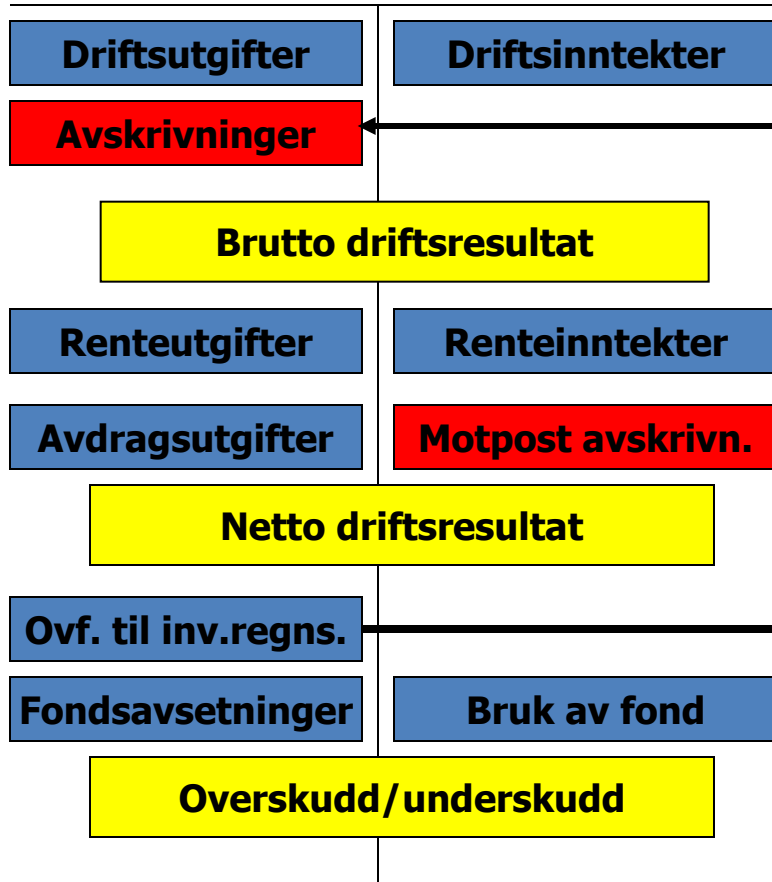 Driftsutgifter
Driftsinntekter
Avskrivninger
Brutto driftsresultat
Renteutgifter
Renteinntekter
Avdragsutgifter
Motpost avskrivn.
Netto driftsresultat
Ovf. til inv.regns.
Fondsavsetninger
Bruk av fond
Overskudd/underskudd